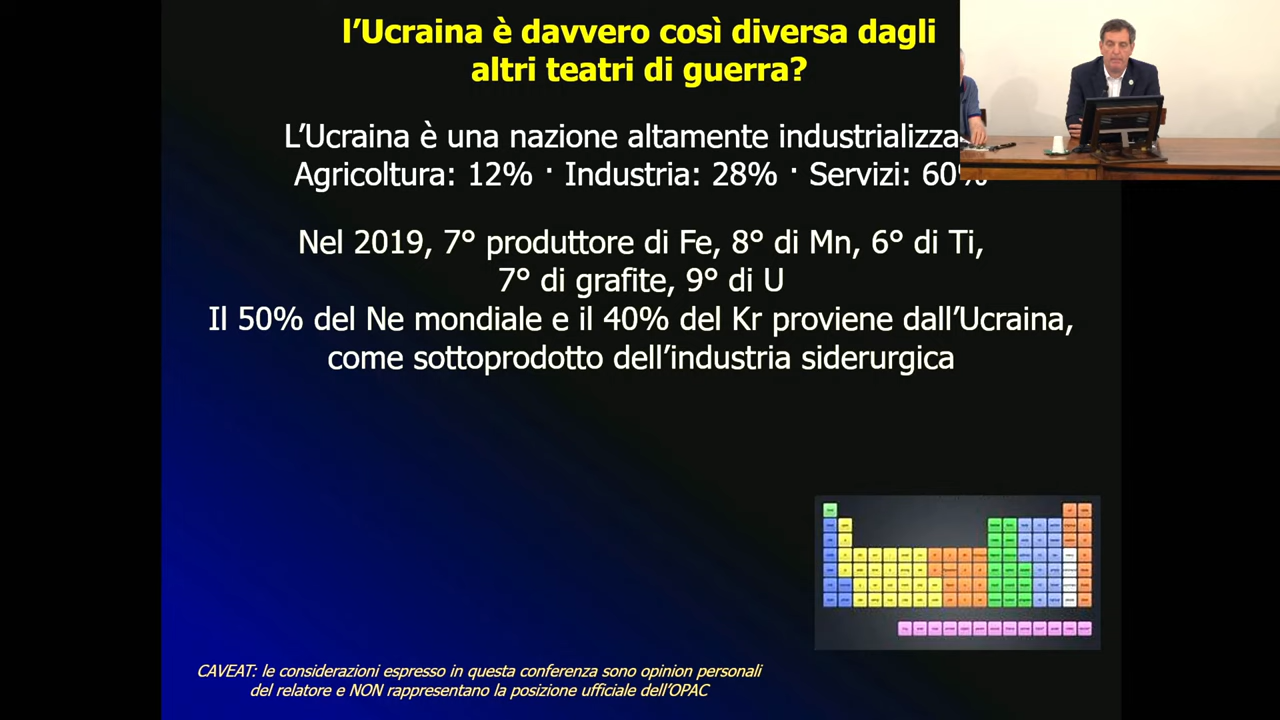 l’Ucraina è davvero così diversa dagli
altri teatri di guerra?
L’Ucraina è una nazione altamente industrializza
Agricoltura: 12% · Industria: 28% · Servizi: 60%
Nel 2019, 7° produttore di Fe, 8° di Mn, 6° di Ti,
7° di grafite, 9° di U
Il 50% del Ne mondiale e il 40% del Kr proviene dall’Ucraina,
come sottoprodotto dell’industria siderurgica
CAVEAT: le considerazioni espresso in questa conferenza sono opinion personali
del relatore e NON rappresentano la posizione ufficiale dell’OPAC